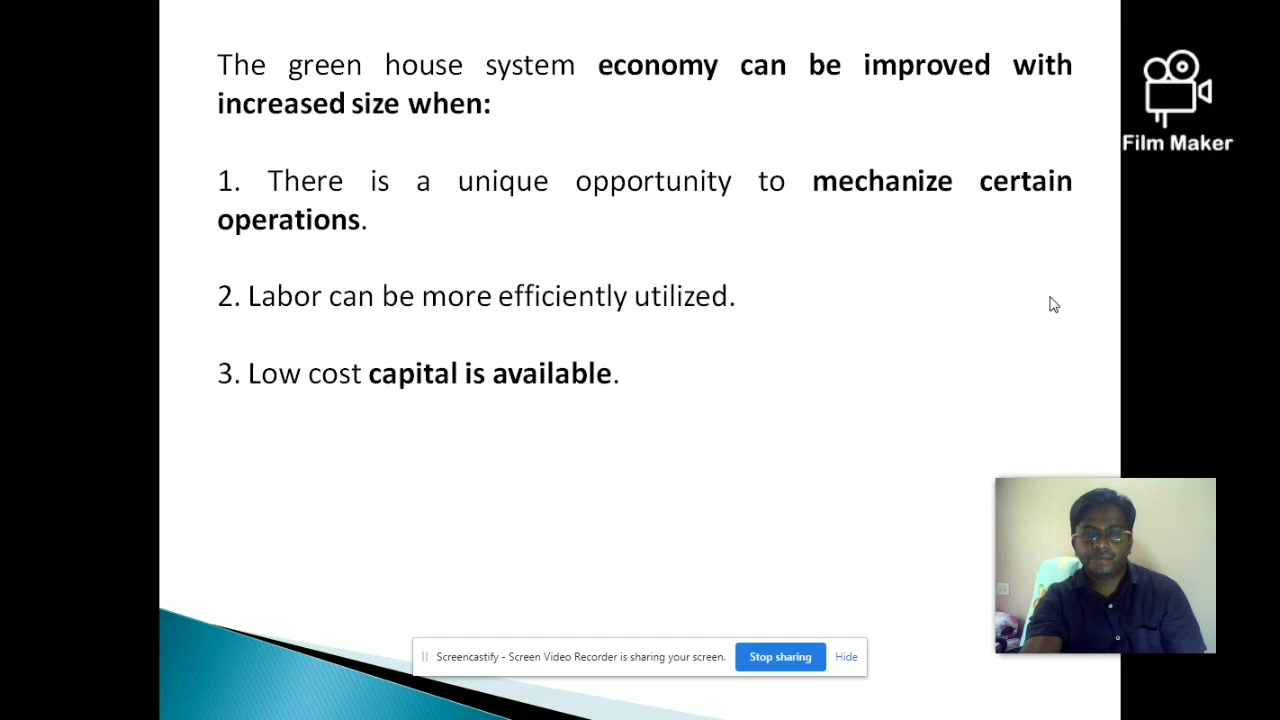 The green house system economy can be improved with
increased size when:
Film Maker
1. There is a unique opportunity to mechanize certain
operations.
2. Labor can be more efficiently utilized.
3. Low cost capital is available.
Screencastify - Screen Video Recorder is sharing your screen. Stop sharing Hide